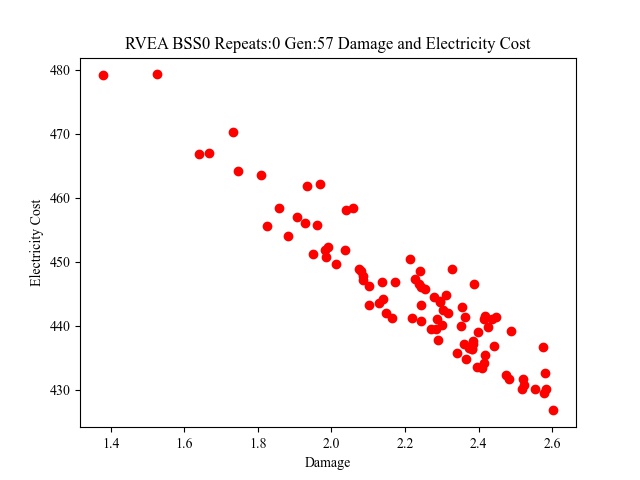 RVEA BSS0 Repeats:0 Gen:57 Damage and Electricity Cost
480
470
460
450
440
430
Electricity Cost
1.4 1.6 1.8 2.0 2.2 2.4 2.6
Damage